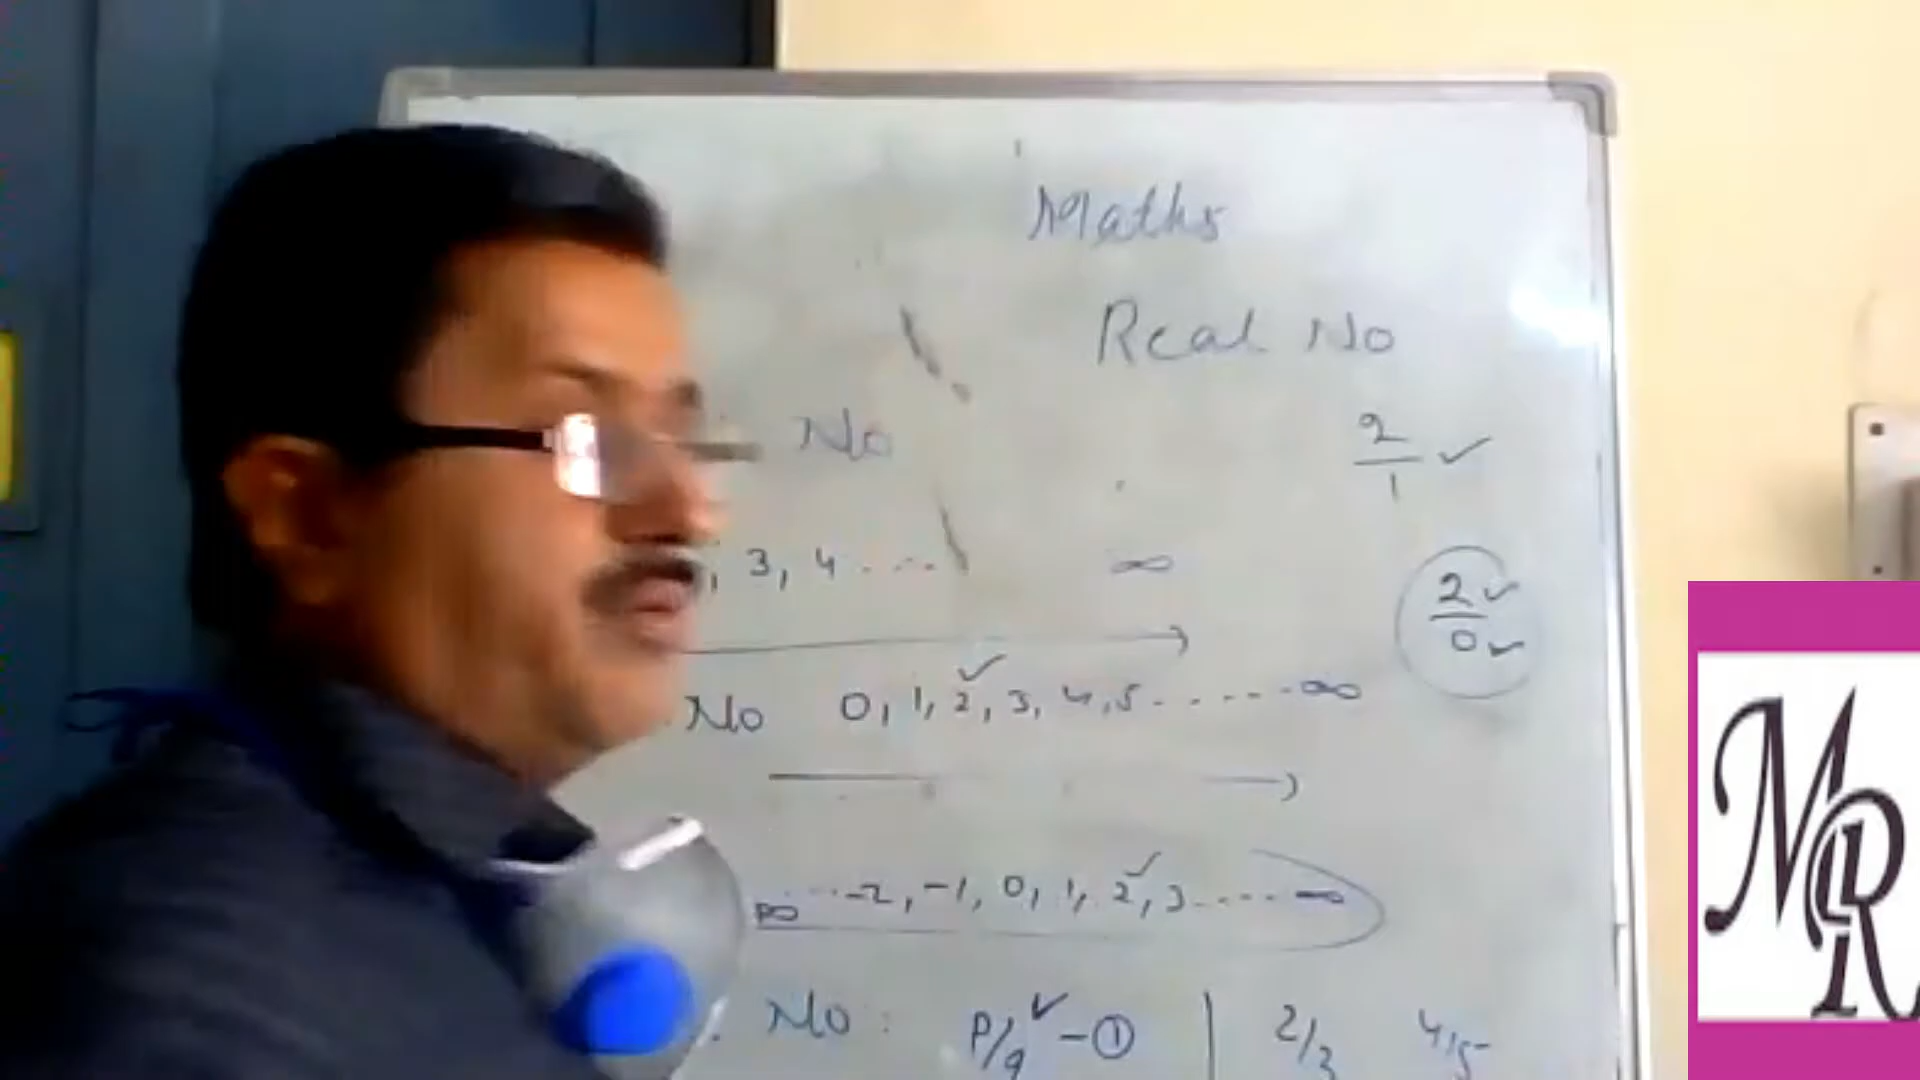 Maths
Real No
No
2/1 ✓
, 3, 4 ..... ∞
2 ✓ / 0 ✓
No 0, 1, 2, 3, 4, 5 ....... ∞
∞ ...-2, -1, 0, 1, 2, 3 ..... ∞
No : P/q ✓ - ① | 2/3 4/5
MR